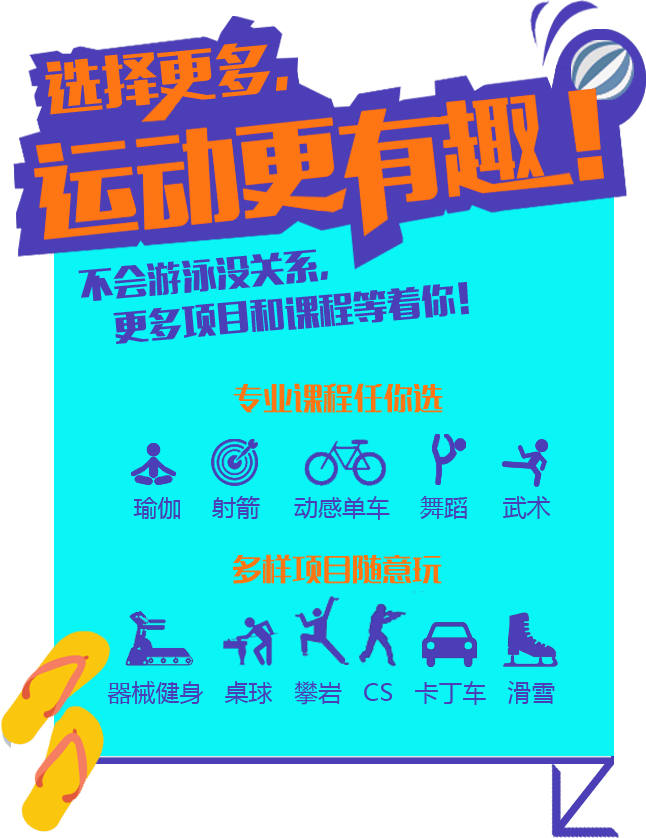 选择更多，
运动更有趣！
不会游泳没关系，
更多项目和课程等着你！
专业课程任你选
瑜伽 射箭 动感单车 舞蹈 武术
多样项目随意玩
器械健身 桌球 攀岩 CS 卡丁车 滑雪